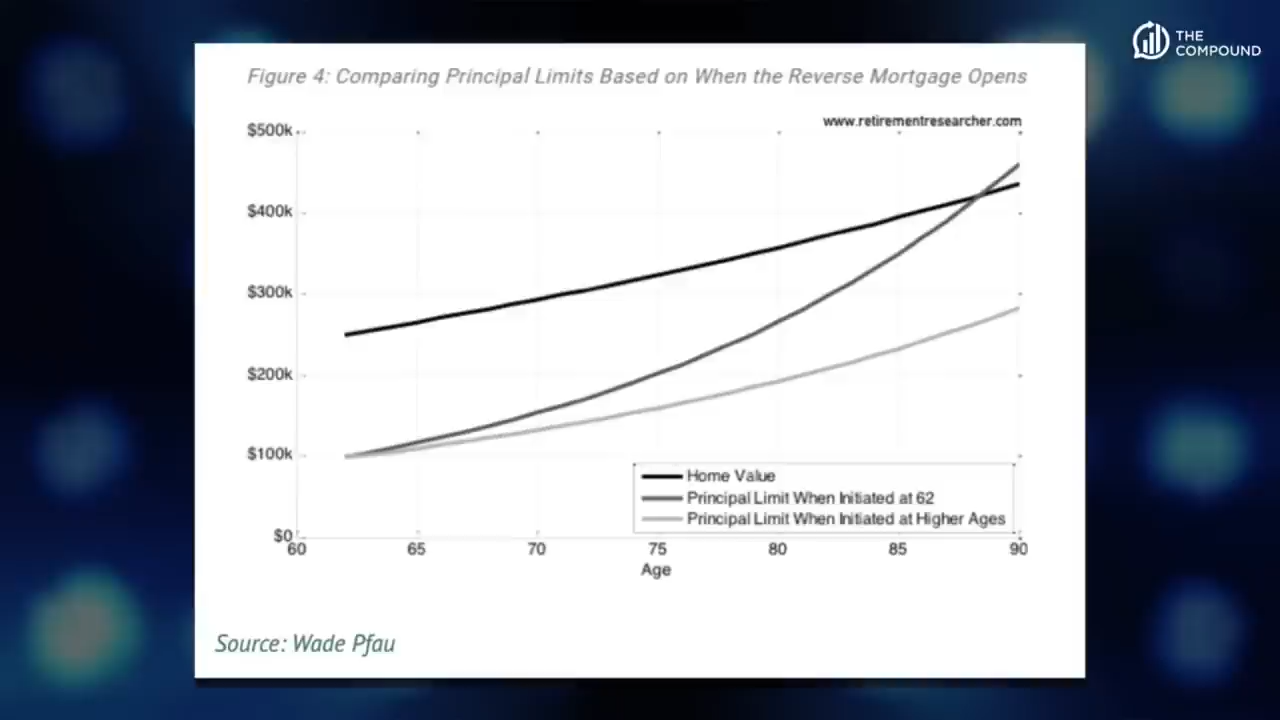 THE
COMPOUND
Figure 4: Comparing Principal Limits Based on When the Reverse Mortgage Opens
www.retirementresearcher.com
$500k
$400k
$300k
$200k
$100k
$0
60 65 70 75 80 85 90
Age
Home Value
Principal Limit When Initiated at 62
Principal Limit When Initiated at Higher Ages
Source: Wade Pfau